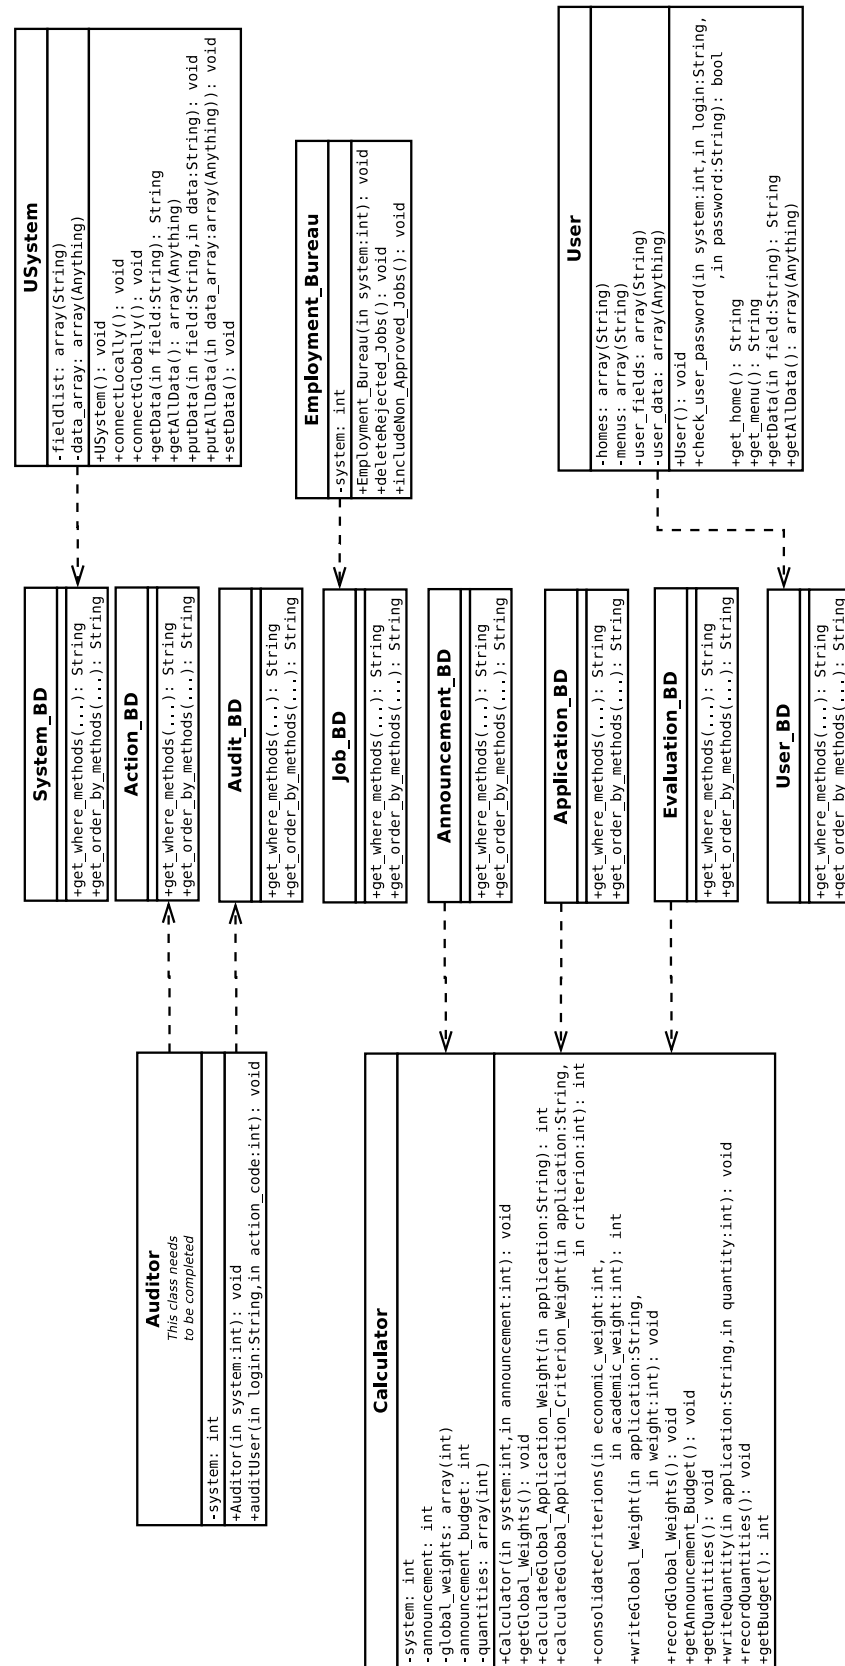 USystem
-fieldlist: array(String)
-data_array: array(Anything)
+USystem(): void
+connectLocally(): void
+connectGlobally(): void
+getData(in field:String): String
+getAllData(): array(Anything)
+putData(in field:String,in data:String): void
+putAllData(in data_array:array(Anything)): void
+setData(): void
Employment_Bureau
-system: int
+Employment_Bureau(in system:int): void
+deleteRejected_Jobs(): void
+includeNon_Approved_Jobs(): void
User
-homes: array(String)
-menus: array(String)
-user_fields: array(String)
-user_data: array(Anything)
+User(): void
+check_user_password(in system:int,in login:String,
,in password:String): bool
+get_home(): String
+get_menu(): String
+getData(in field:String): String
+getAllData(): array(Anything)
System_BD
+get_where_methods(...): String
+get_order_by_methods(...): String
Action_BD
+get_where_methods(...): String
+get_order_by_methods(...): String
Audit_BD
+get_where_methods(...): String
+get_order_by_methods(...): String
Job_BD
+get_where_methods(...): String
+get_order_by_methods(...): String
Announcement_BD
+get_where_methods(...): String
+get_order_by_methods(...): String
Application_BD
+get_where_methods(...): String
+get_order_by_methods(...): String
Evaluation_BD
+get_where_methods(...): String
+get_order_by_methods(...): String
User_BD
+get_where_methods(...): String
+get_order_by_methods(...): String
Auditor
This class needs
to be completed
-system: int
+Auditor(in system:int): void
+auditUser(in login:String,in action_code:int): void
Calculator
-system: int
-announcement: int
-global_weights: array(int)
-announcement_budget: int
-quantities: array(int)
+Calculator(in system:int,in announcement:int): void
+getGlobal_Weights(): void
+calculateGlobal_Application_Weight(in application:String): int
+calculateGlobal_Application_Criterion_Weight(in application:String,
in criterion:int): int
+consolidateCriterions(in economic_weight:int,
in academic_weight:int): int
+writeGlobal_Weight(in application:String,
in weight:int): void
+recordGlobal_Weights(): void
+getAnnouncement_Budget(): void
+getQuantities(): void
+writeQuantity(in application:String,in quantity:int): void
+recordQuantities(): void
+getBudget(): int